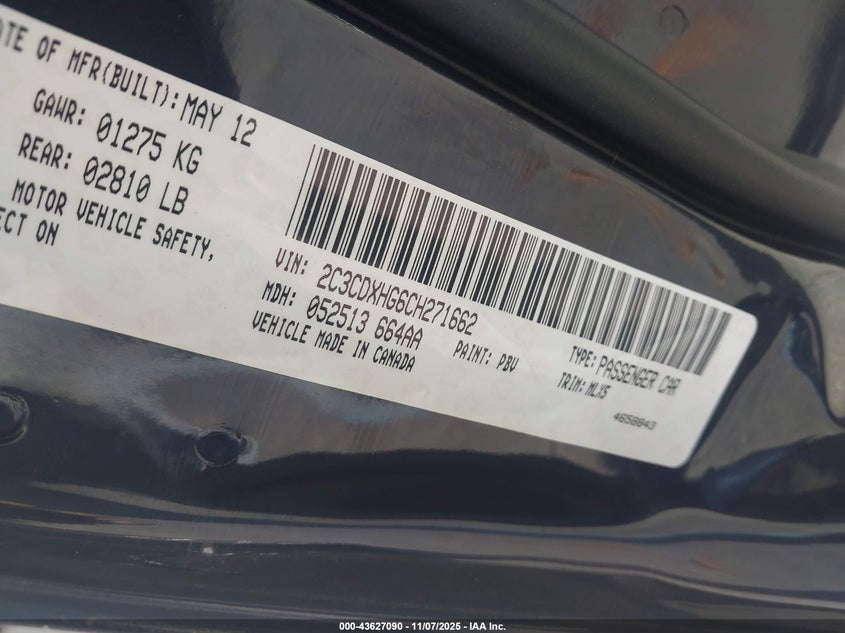 ATE OF MFR(BUILT): MAY 12
GAWR: 01275 KG
REAR: 02810 LB
MOTOR VEHICLE SAFETY,
ECT ON
VIN: 2C3CDXHG6CH271662
MDH: 052513 664AA
VEHICLE MADE IN CANADA
PAINT: PBV
TYPE: PASSENGER CAR
TRIM: MLX5
4658843
000-43627090 - 11/07/2025 - IAA Inc.